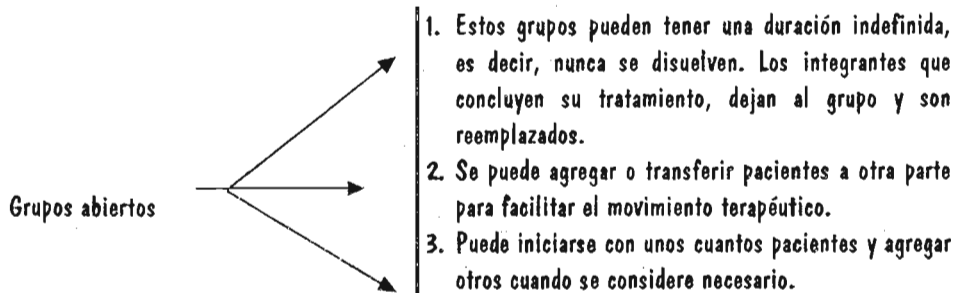 1. Estos grupos pueden tener una duración indefinida,
es decir, nunca se disuelven. Los integrantes que
concluyen su tratamiento, dejan al grupo y son
reemplazados.
2. Se puede agregar o transferir pacientes a otra parte
para facilitar el movimiento terapéutico.
Grupos abiertos
3. Puede iniciarse con unos cuantos pacientes y agregar
otros cuando se considere necesario.